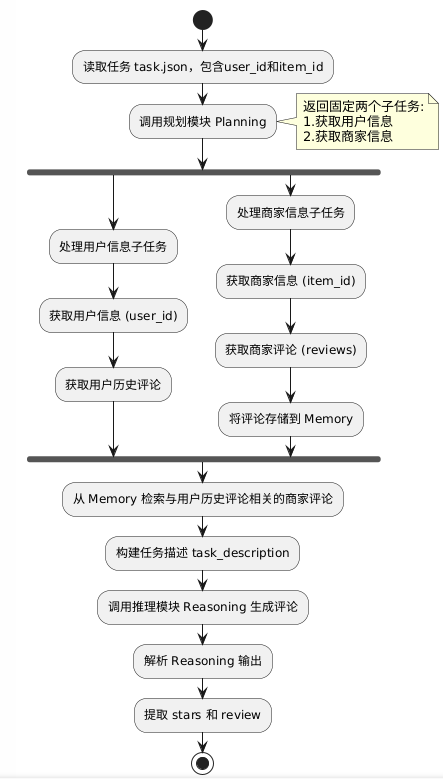 读取任务 task.json，包含user_id和item_id
调用规划模块 Planning
返回固定两个子任务:
1.获取用户信息
2.获取商家信息
处理用户信息子任务
获取用户信息 (user_id)
获取用户历史评论
处理商家信息子任务
获取商家信息 (item_id)
获取商家评论 (reviews)
将评论存储到 Memory
从 Memory 检索与用户历史评论相关的商家评论
构建任务描述 task_description
调用推理模块 Reasoning 生成评论
解析 Reasoning 输出
提取 stars 和 review